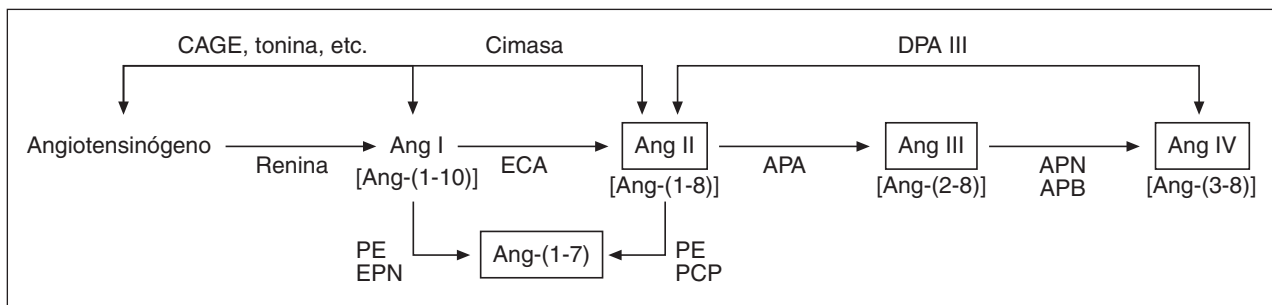 CAGE, tonina, etc.
Cimasa
DPA III
Angiotensinógeno
Renina
Ang I
[Ang-(1-10)]
ECA
Ang II
[Ang-(1-8)]
APA
Ang III
[Ang-(2-8)]
APN
APB
Ang IV
[Ang-(3-8)]
PE
EPN
Ang-(1-7)
PE
PCP